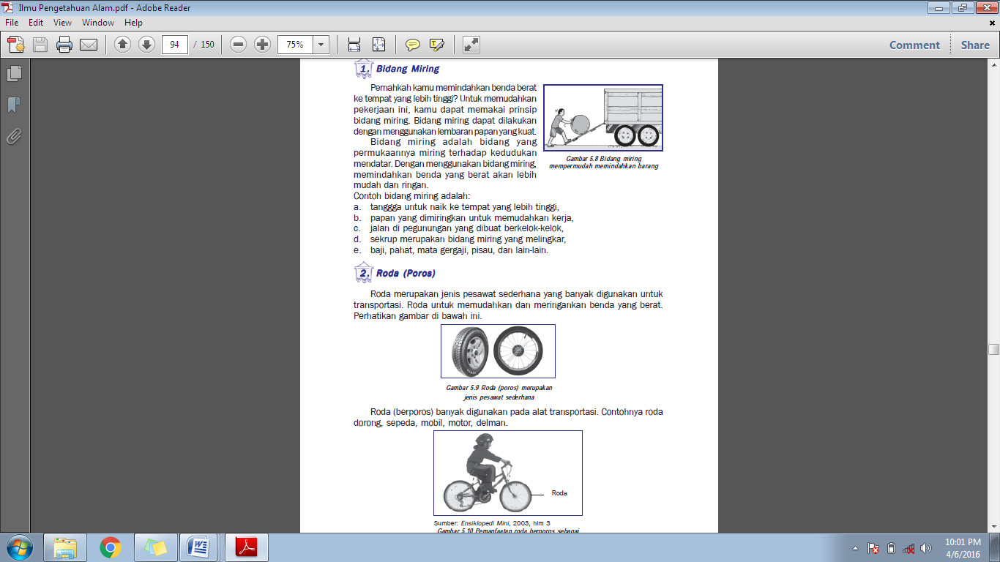 Ilmu Pengetahuan Alam.pdf - Adobe Reader
File Edit View Window Help
94 / 150 75% Comment Share
1. Bidang Miring
Pernahkah kamu memindahkan benda berat
ke tempat yang lebih tinggi? Untuk memudahkan
pekerjaan ini, kamu dapat memakai prinsip
bidang miring. Bidang miring dapat dilakukan
dengan menggunakan lembaran papan yang kuat.
Bidang miring adalah bidang yang
permukaannya miring terhadap kedudukan
mendatar. Dengan menggunakan bidang miring,
memindahkan benda yang berat akan lebih
mudah dan ringan.
Gambar 5.8 Bidang miring
mempermudah memindahkan barang
Contoh bidang miring adalah:
a. tanggga untuk naik ke tempat yang lebih tinggi,
b. papan yang dimiringkan untuk memudahkan kerja,
c. jalan di pegunungan yang dibuat berkelok-kelok,
d. sekrup merupakan bidang miring yang melingkar,
e. baji, pahat, mata gergaji, pisau, dan lain-lain.
2. Roda (Poros)
Roda merupakan jenis pesawat sederhana yang banyak digunakan untuk
transportasi. Roda untuk memudahkan dan meringankan benda yang berat.
Perhatikan gambar di bawah ini.
Gambar 5.9 Roda (poros) merupakan
jenis pesawat sederhana
Roda (berporos) banyak digunakan pada alat transportasi. Contohnya roda
dorong, sepeda, mobil, motor, delman.
Roda
Sumber: Ensiklopedi Mini, 2003, hlm 3
Gambar 5.10 Pemanfaatan roda berporos sebagai
10:01 PM
4/6/2016